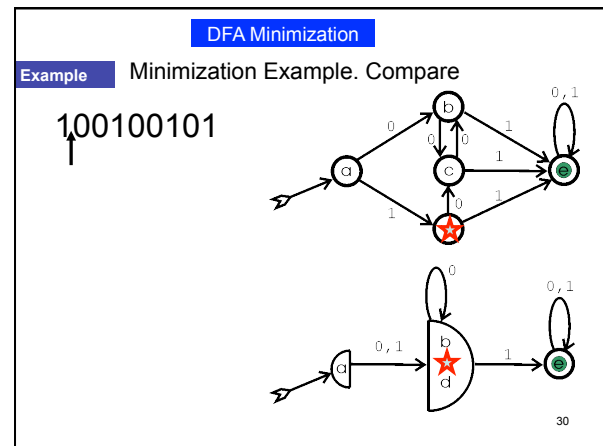 DFA Minimization
Example
Minimization Example. Compare
100100101
0,1
b
0
1
0
0
a
c
1
e
1
0
1
0
0,1
b
a
0,1
1
e
d
30